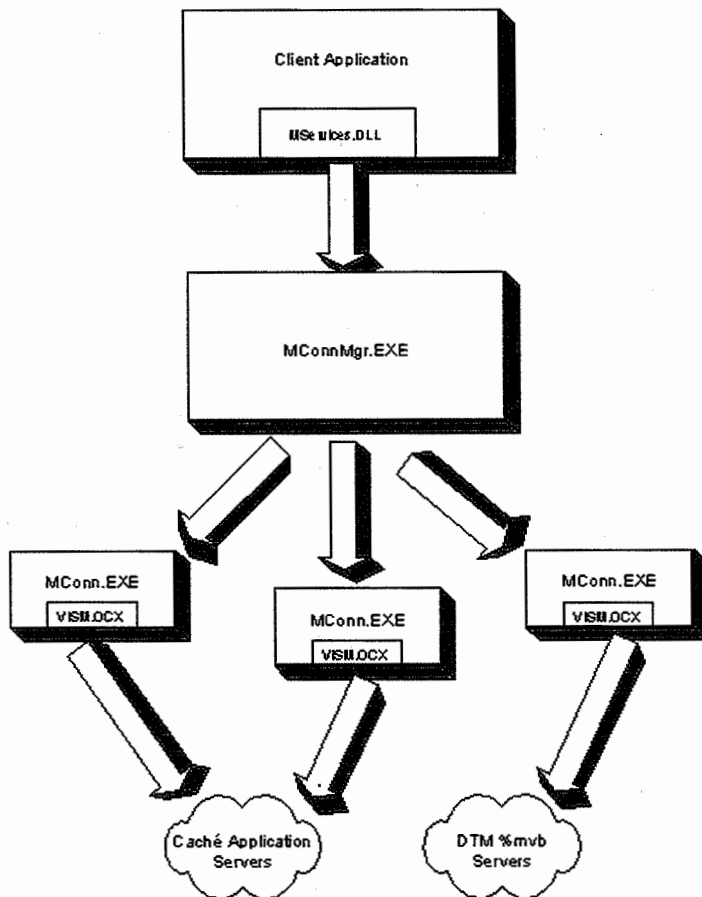 Client Application
MServices.DLL
MConnMgr.EXE
MConn.EXE
VISM.OCX
MConn.EXE
VISM.OCX
MConn.EXE
VISM.OCX
Caché Application
Servers
DTM %mvb
Servers